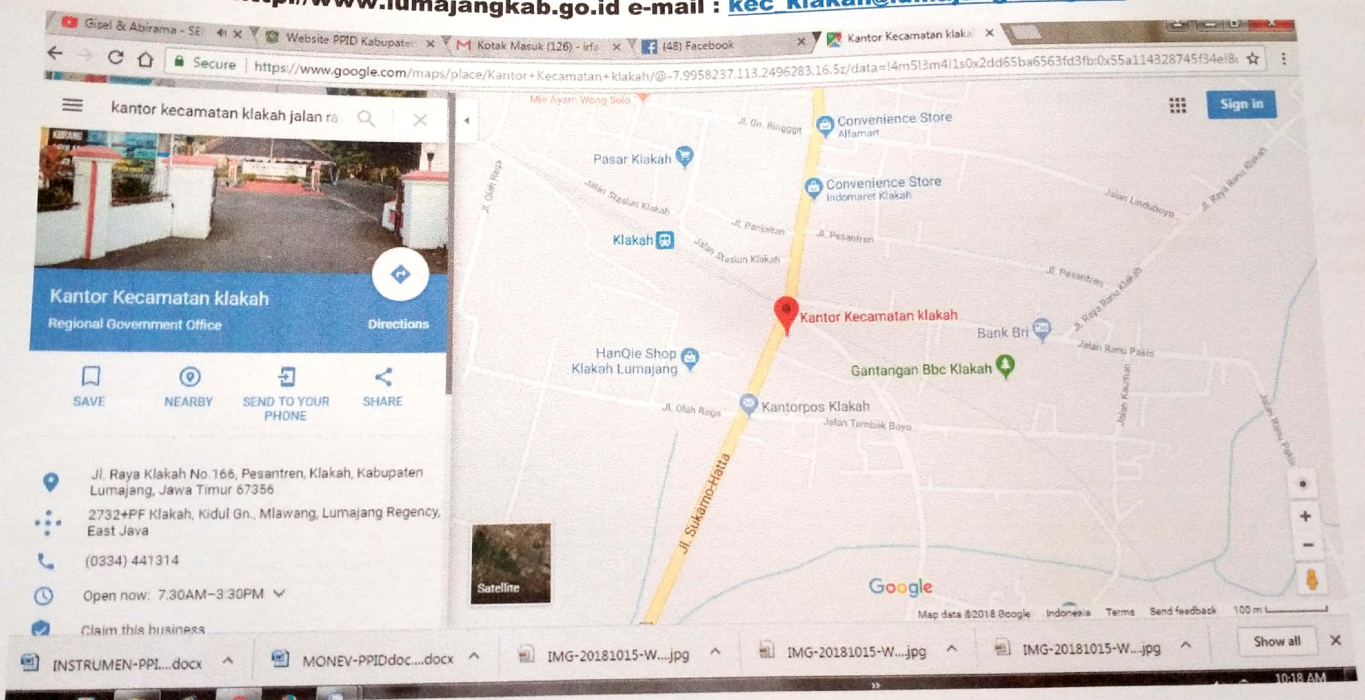 www.lumajangkab.go.id e-mail :
Gisel & Abirama - SE
Website PPID Kabupate
Kotak Masuk (126) - irfa
(48) Facebook
Kantor Kecamatan klaka
Secure
https://www.google.com/maps/place/Kantor+Kecamatan+klakah/@-7.9958237,113.2496283,16.5z/data=
kantor kecamatan klakah jalan ra
Sign in
Kantor Kecamatan klakah
Regional Government Office
Directions
SAVE
NEARBY
SEND TO YOUR
PHONE
SHARE
Jl. Raya Klakah No.166, Pesantren, Klakah, Kabupaten
Lumajang, Jawa Timur 67356
2732+PF Klakah, Kidul Gn., Mlawang, Lumajang Regency,
East Java
(0334) 441314
Open now: 7:30AM–3:30PM
Claim this business
Mie Ayam Wong Solo
Jl. Gn. Ringgit
Convenience Store
Alfamart
Pasar Klakah
Convenience Store
Indomaret Klakah
Jl. Olah Raga
Jalan Stasiun Klakah
Jalan Linduboyo
Jl. Raya Ranu Klakah
Jl. Panjaitan
Jl. Pesantren
Klakah
Jalan Stasiun Klakah
Jl. Pesantren
Jl. Raya Ranu Klakah
Kantor Kecamatan klakah
Bank Bri
Jalan Ranu Pakis
HanQie Shop
Klakah Lumajang
Gantangan Bbc Klakah
Jalan Kauman
Jl. Olah Raga
Kantorpos Klakah
Jalan Tambak Boyo
Jalan Ranu Pakis
Jl. Sukarno-Hatta
Satellite
Google
Map data ©2018 Google
Indonesia
Terms
Send feedback
100 m
INSTRUMEN-PPI....docx
MONEV-PPIDdoc....docx
IMG-20181015-W....jpg
IMG-20181015-W....jpg
IMG-20181015-W....jpg
Show all
10:18 AM